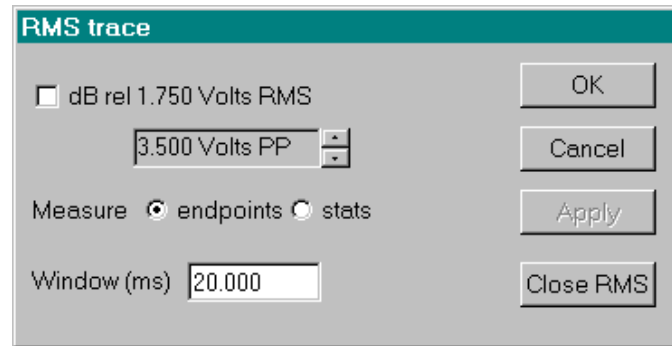 RMS trace
dB rel 1.750 Volts RMS
OK
3.500 Volts PP
Cancel
Measure endpoints stats
Apply
Window (ms) 20.000
Close RMS